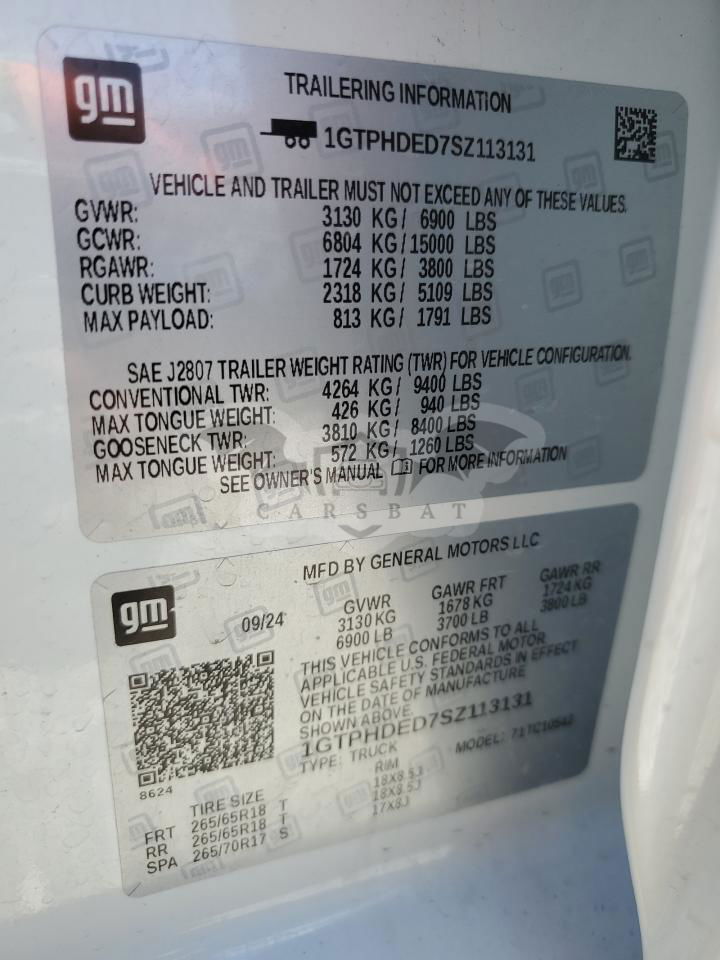 gm
TRAILERING INFORMATION
1GTPHDED7SZ113131
VEHICLE AND TRAILER MUST NOT EXCEED ANY OF THESE VALUES.
GVWR: 3130 KG/ 6900 LBS
GCWR: 6804 KG/15000 LBS
RGAWR: 1724 KG/ 3800 LBS
CURB WEIGHT: 2318 KG/ 5109 LBS
MAX PAYLOAD: 813 KG/ 1791 LBS
SAE J2807 TRAILER WEIGHT RATING (TWR) FOR VEHICLE CONFIGURATION.
CONVENTIONAL TWR: 4264 KG/ 9400 LBS
MAX TONGUE WEIGHT: 426 KG/ 940 LBS
GOOSENECK TWR: 3810 KG/ 8400 LBS
MAX TONGUE WEIGHT: 572 KG/ 1260 LBS
SEE OWNER'S MANUAL FOR MORE INFORMATION
CARSBAT
MFD BY GENERAL MOTORS LLC
gm
09/24
GVWR GAWR FRT GAWR RR
3130 KG 1678 KG 1724 KG
6900 LB 3700 LB 3800 LB
THIS VEHICLE CONFORMS TO ALL
APPLICABLE U.S. FEDERAL MOTOR
VEHICLE SAFETY STANDARDS IN EFFECT
ON THE DATE OF MANUFACTURE
SHOWN ABOVE.
1GTPHDED7SZ113131
TYPE: TRUCK MODEL:
8624
TIRE SIZE RIM
FRT 265/65R18 T 18X8.5J
RR 265/65R18 T 18X8.5J
SPA 265/70R17 S 17X8J